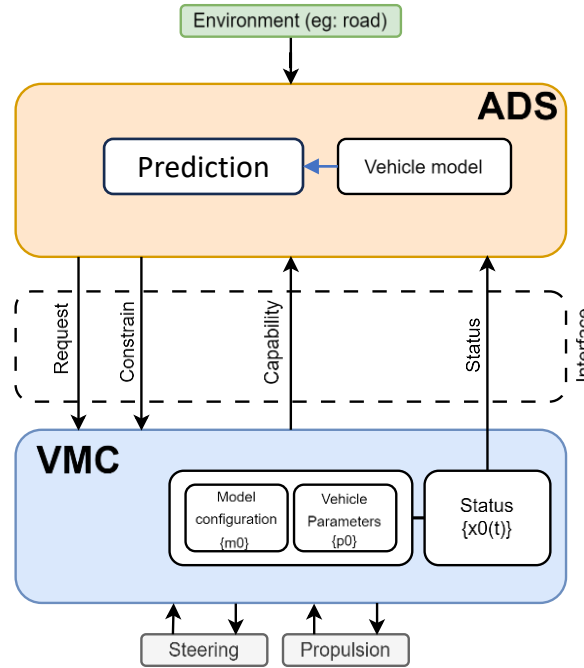 Environment (eg: road)
ADS
Prediction
Vehicle model
Request
Constrain
Capability
Status
Interface
VMC
Model
configuration
{m0}
Vehicle
Parameters
{p0}
Status
{x0(t)}
Steering
Propulsion